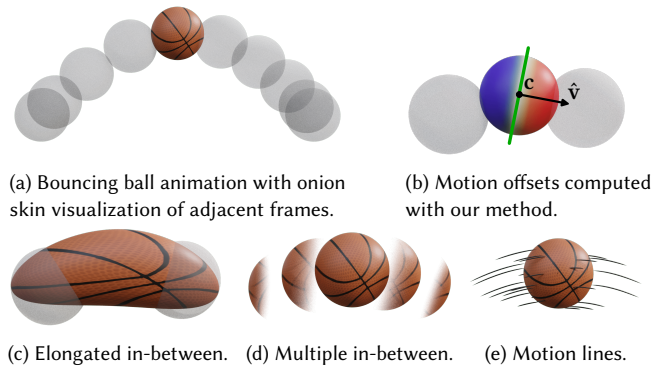 c
v̂
(a) Bouncing ball animation with onion
skin visualization of adjacent frames.
(b) Motion offsets computed
with our method.
(c) Elongated in-between.
(d) Multiple in-between.
(e) Motion lines.